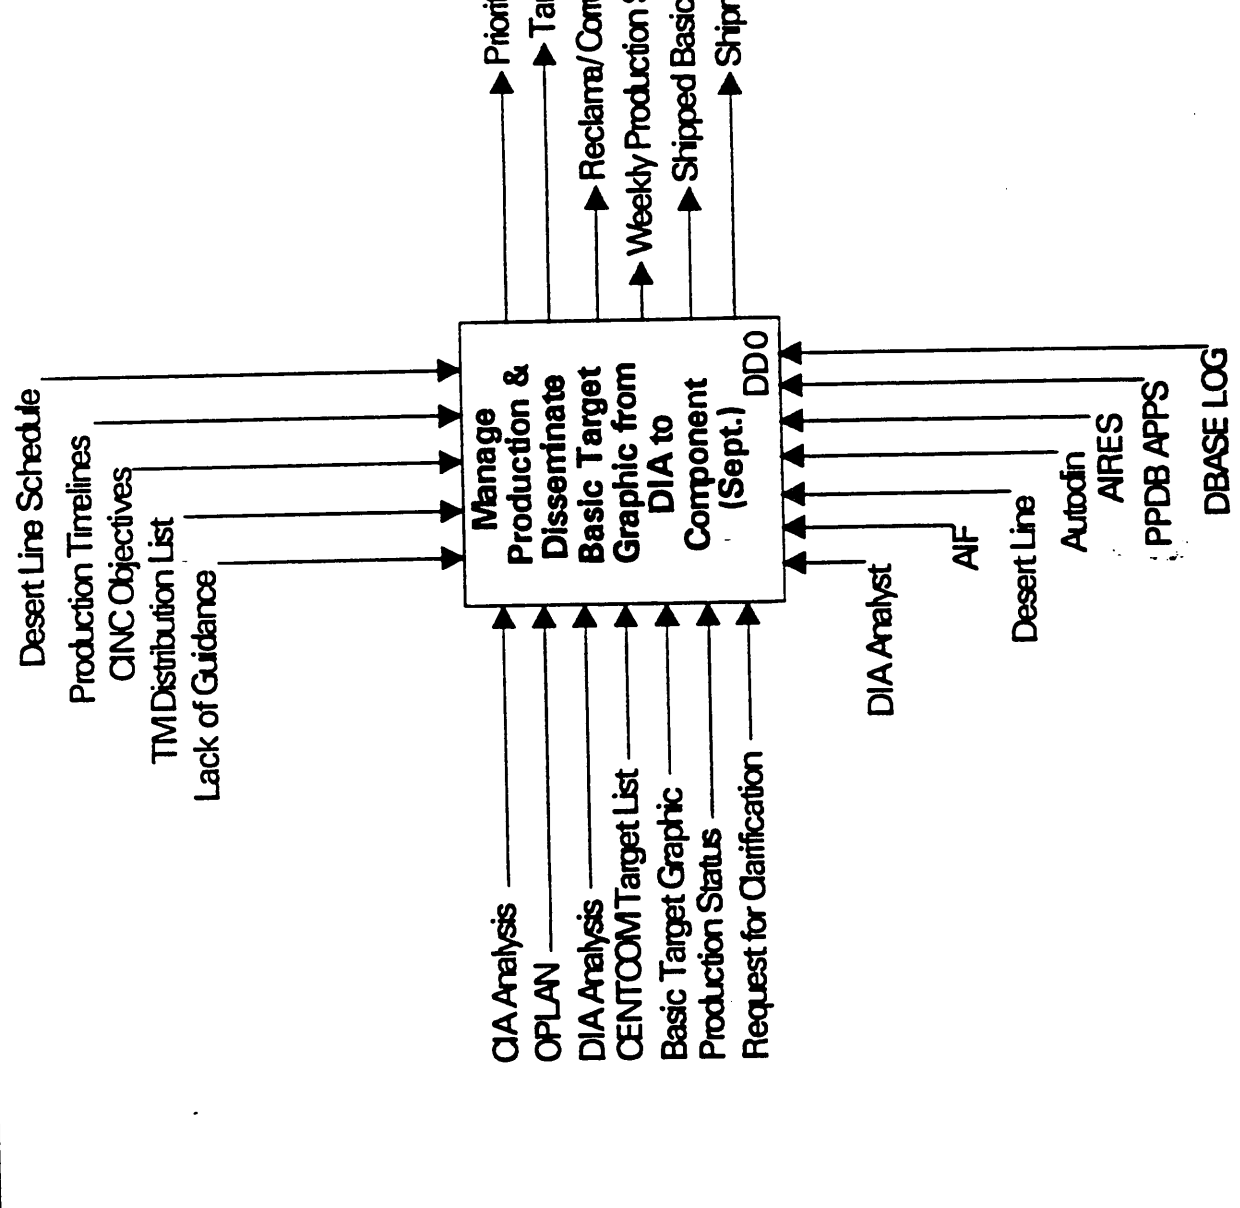 Desert Line Schedule
Production Timelines
CINC Objectives
TM Distribution List
Lack of Guidance
CIA Analysis
OPLAN
DIA Analysis
CENTCOM Target List
Basic Target Graphic
Production Status
Request for Clarification
Manage
Production &
Disseminate
Basic Target
Graphic from
DIA to
Component
(Sept.)
DD0
Reclama/
Weekly Production
Shipped Basic
DIA Analyst
AIF
Desert Line
Autodin
AIRES
PPDB APPS
DBASE LOG